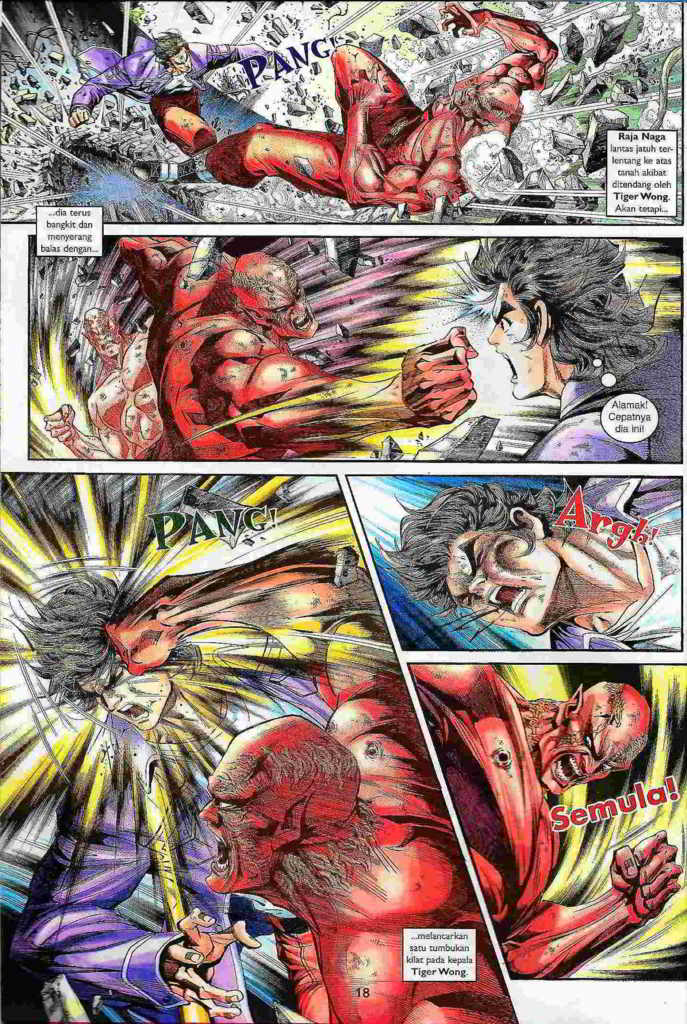 PANG!
Raja Naga
lantas jatuh ter-
lentang ke atas
akibat
ditendang oleh
Tiger Wong.
Akan tetapi...
...dia terus
bangkit dan
menyerang
balas dengan...
Alamak!
Cepatnya
dia ini!
PANG!
Argh!
Semula!
...melancarkan
satu tumbukan
kilat pada kepala
Tiger Wong.
18